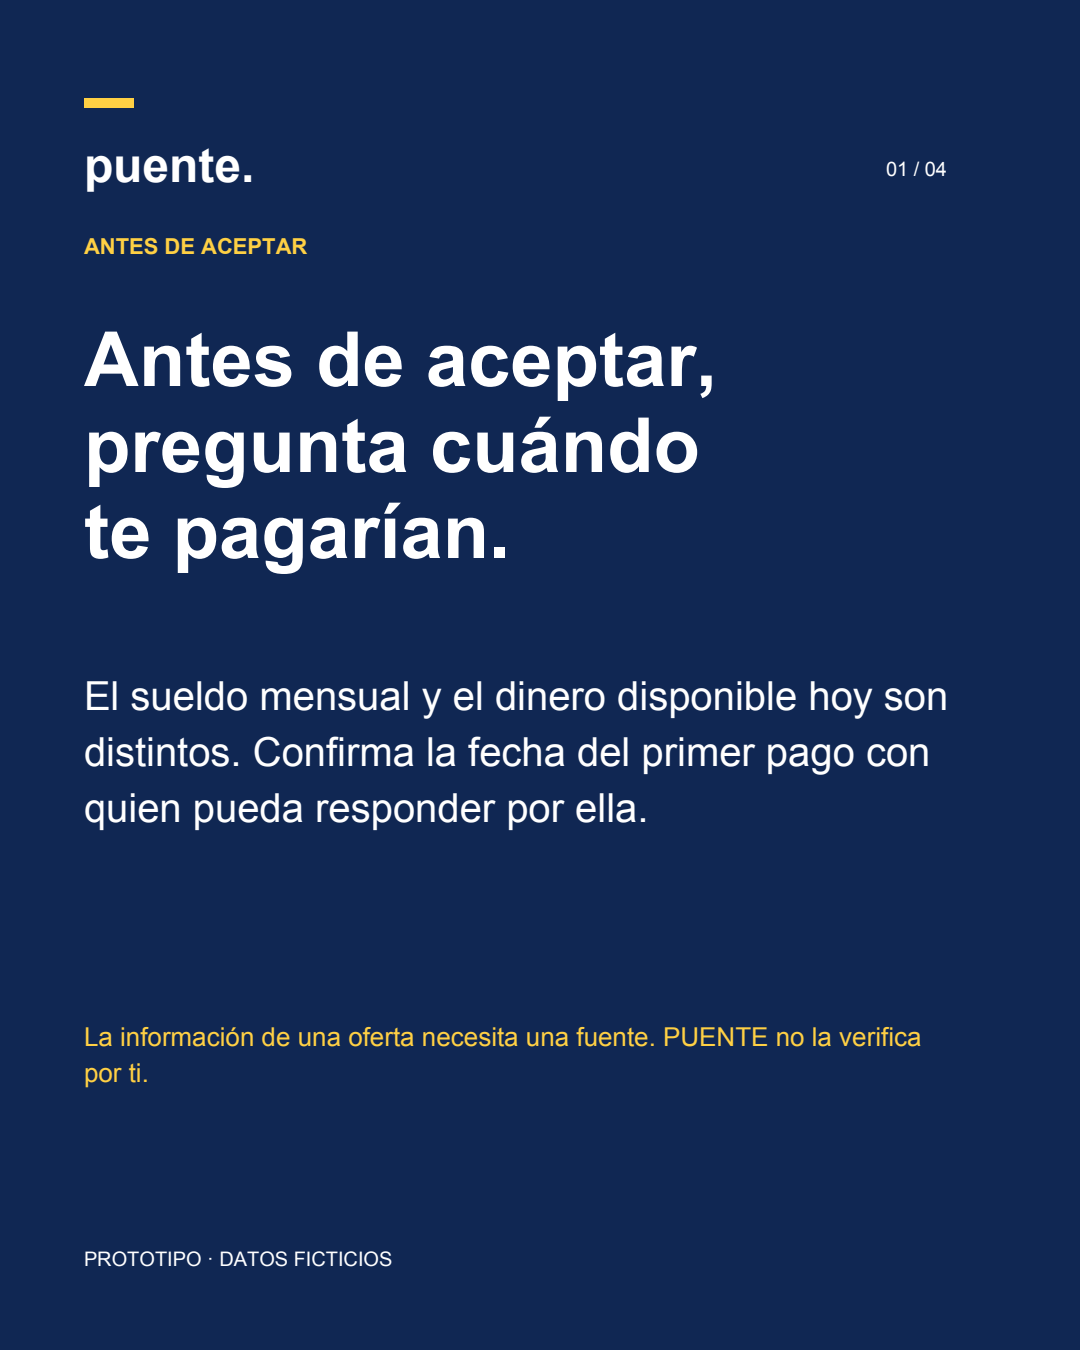 puente.
01 / 04
ANTES DE ACEPTAR
Antes de aceptar,
pregunta cuándo
te pagarían.
El sueldo mensual y el dinero disponible hoy son
distintos. Confirma la fecha del primer pago con
quien pueda responder por ella.
La información de una oferta necesita una fuente. PUENTE no la verifica
por ti.
PROTOTIPO · DATOS FICTICIOS